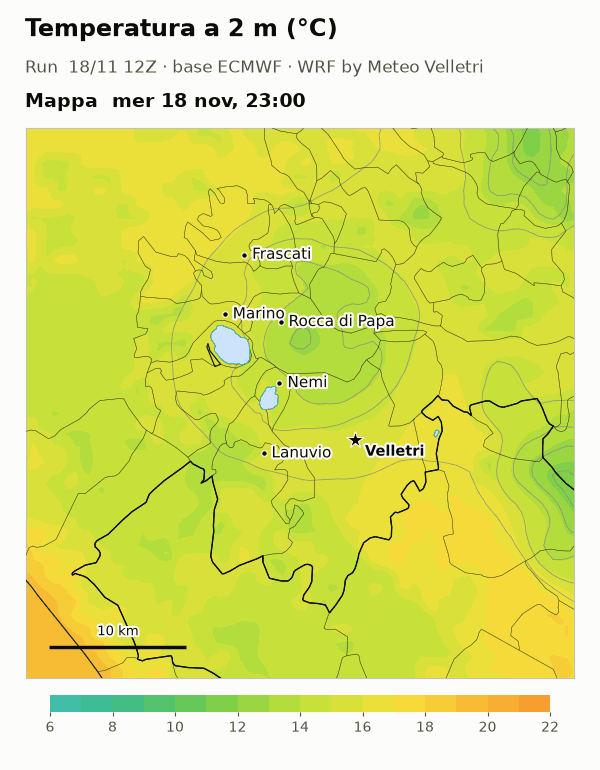 Temperatura a 2 m (°C)
Run  18/11 12Z · base ECMWF · WRF by Meteo Velletri
Mappa  mer 18 nov, 23:00
Frascati
Marino
Rocca di Papa
Nemi
Velletri
Lanuvio
10 km
6 8 10 12 14 16 18 20 22